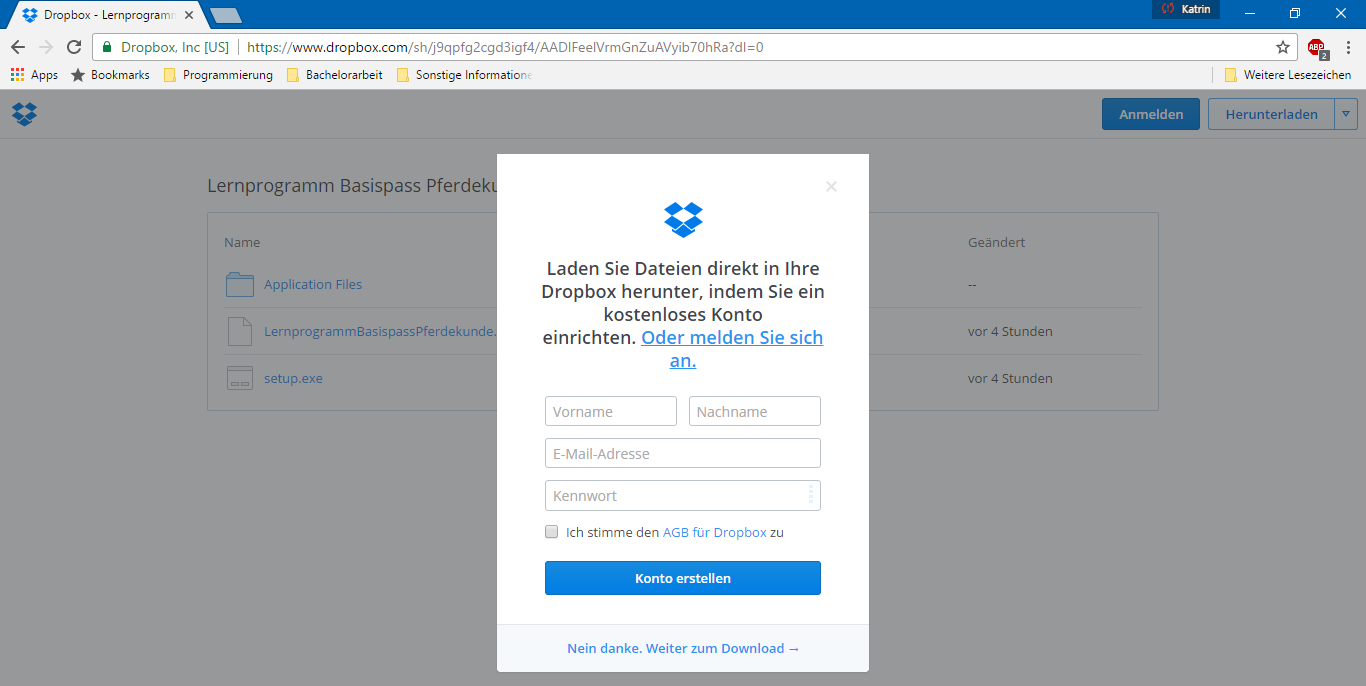 Dropbox - Lernprogramm
Katrin
Dropbox, Inc [US]
https://www.dropbox.com/sh/j9qpfg2cgd3igf4/AADlFeelVrmGnZuAVyib70hRa?dl=0
ABP
2
Apps
Bookmarks
Programmierung
Bachelorarbeit
Sonstige Informatione
Weitere Lesezeichen
Anmelden
Herunterladen
Lernprogramm Basispass Pferdeku
Name
Geändert
Application Files
--
LernprogrammBasispassPferdekunde.
vor 4 Stunden
setup.exe
vor 4 Stunden
Laden Sie Dateien direkt in Ihre
Dropbox herunter, indem Sie ein
kostenloses Konto
einrichten. Oder melden Sie sich
an.
Vorname
Nachname
E-Mail-Adresse
Kennwort
Ich stimme den AGB für Dropbox zu
Konto erstellen
Nein danke. Weiter zum Download →